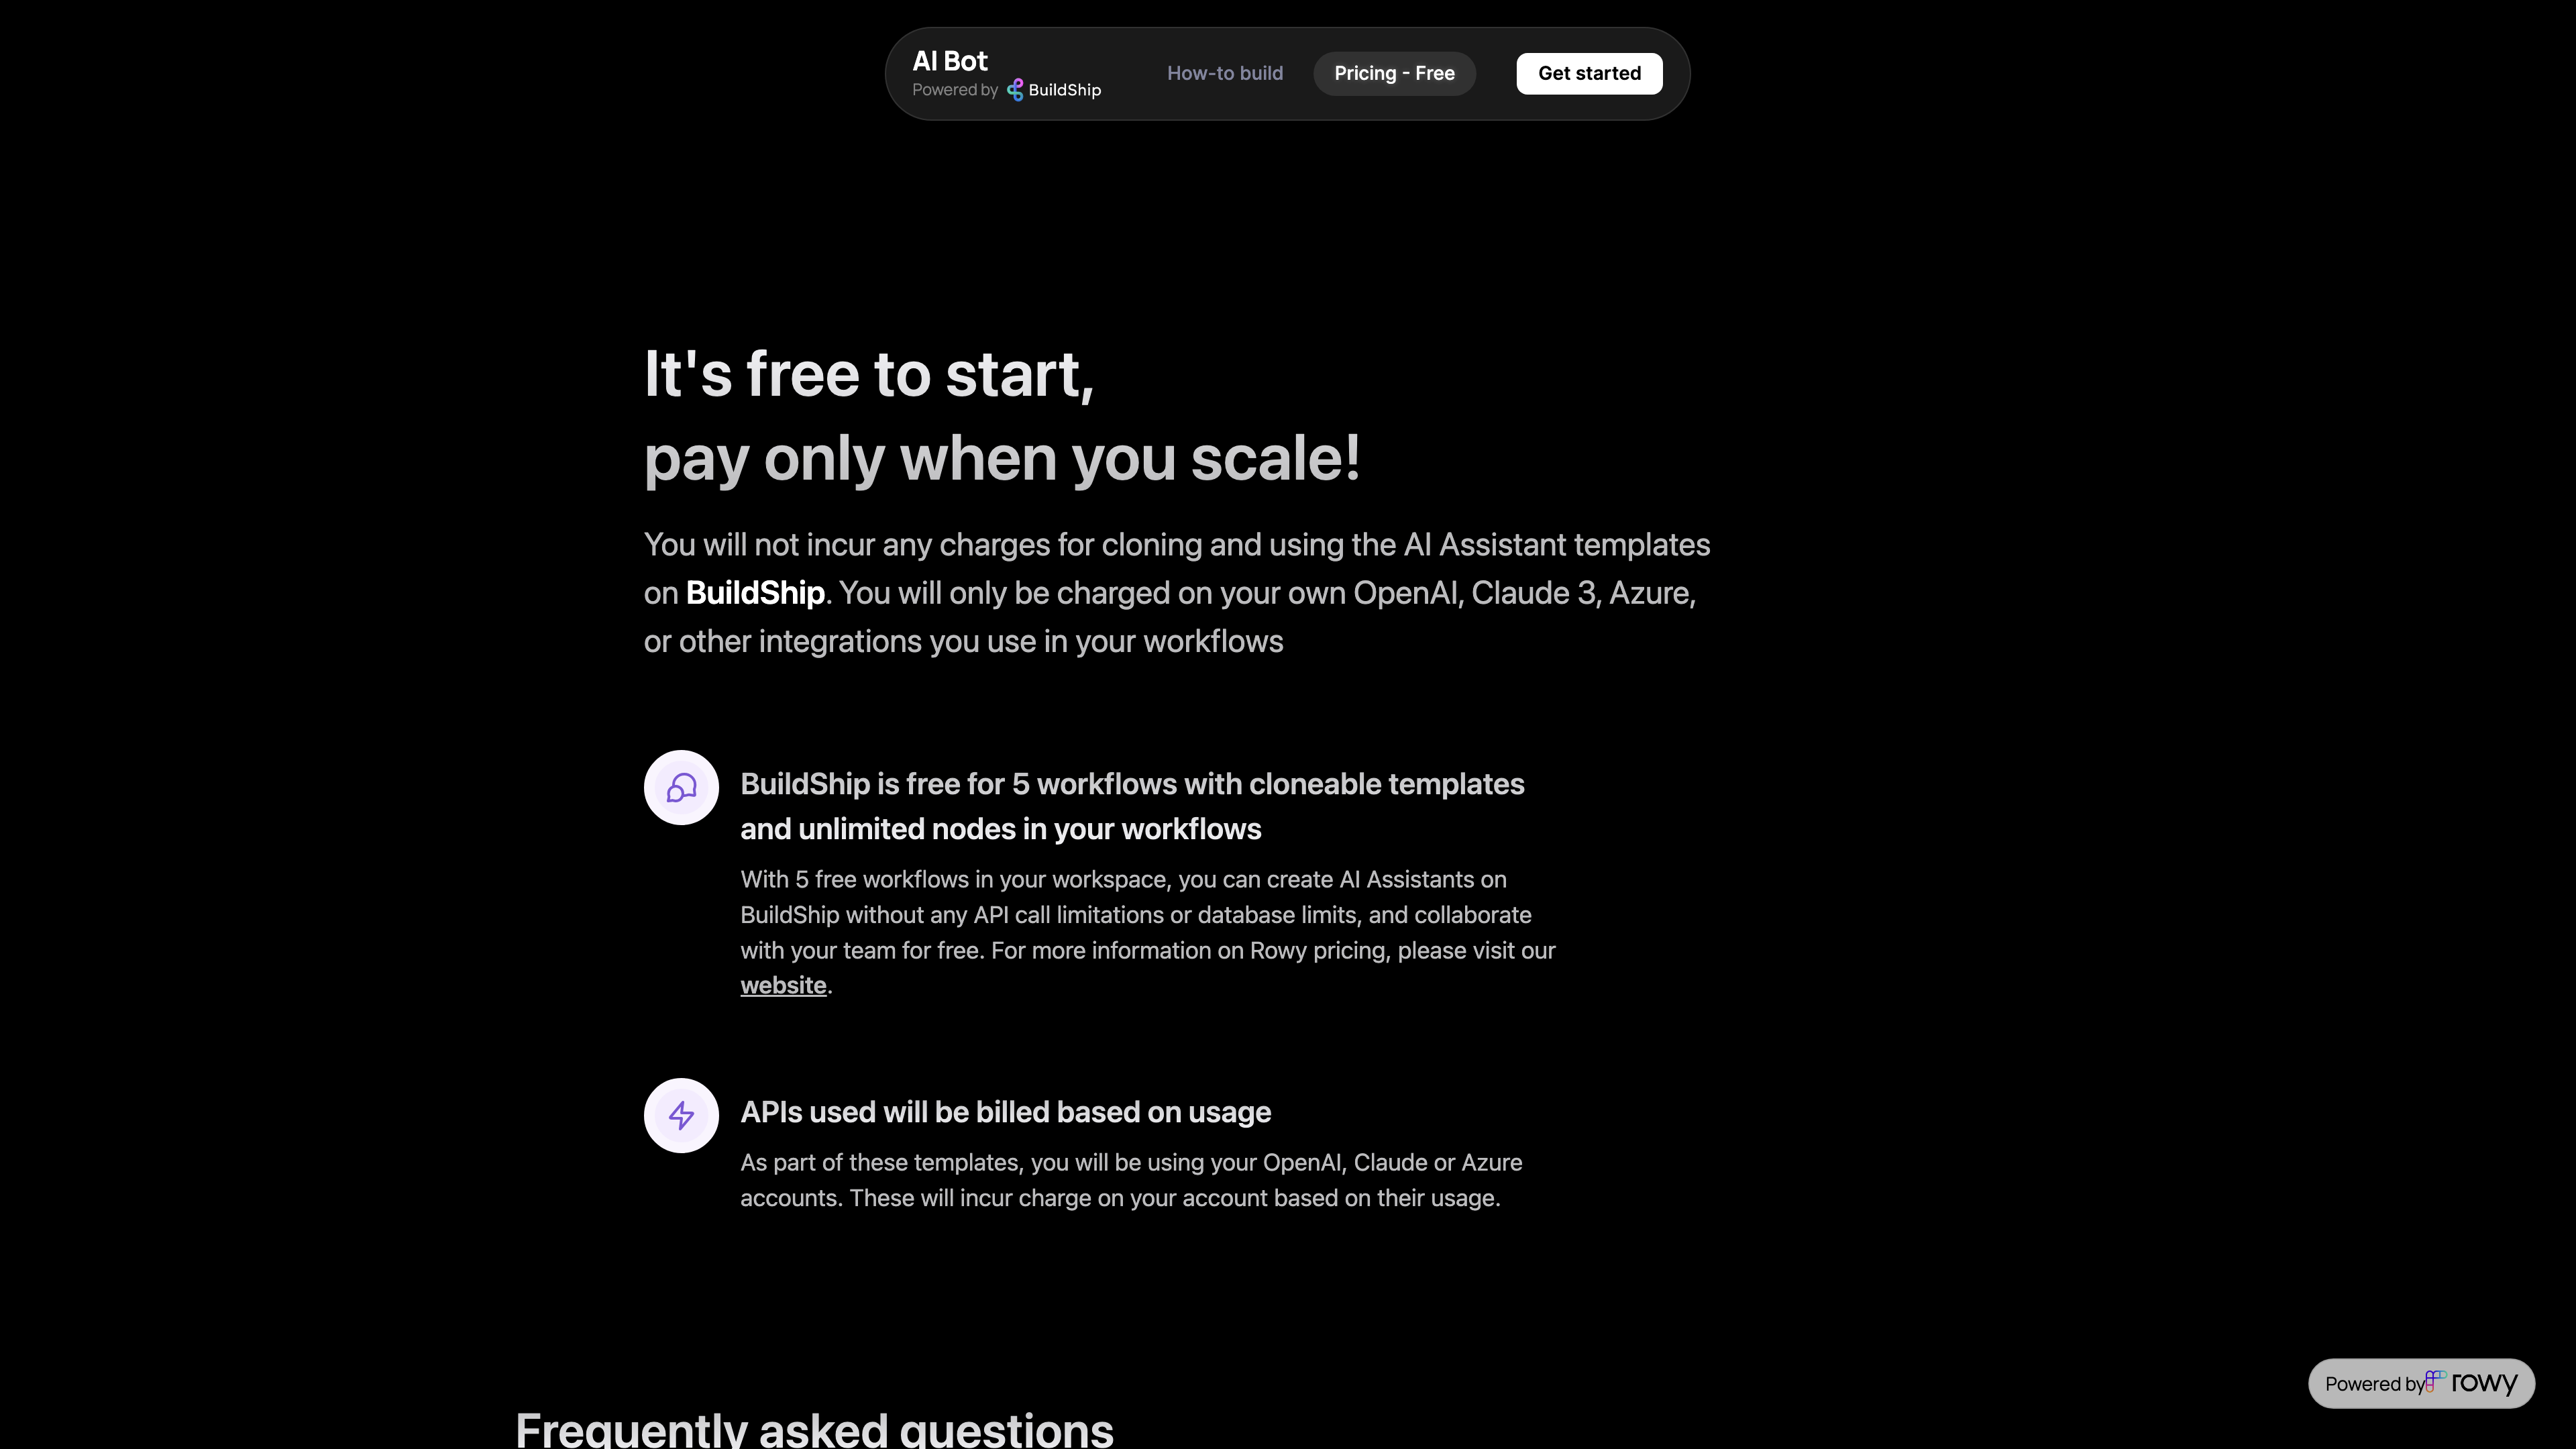 AI Bot
Powered by BuildShip
How-to build
Pricing - Free
Get started
It's free to start,
pay only when you scale!
You will not incur any charges for cloning and using the AI Assistant templates
on BuildShip. You will only be charged on your own OpenAI, Claude 3, Azure,
or other integrations you use in your workflows
BuildShip is free for 5 workflows with cloneable templates
and unlimited nodes in your workflows
With 5 free workflows in your workspace, you can create AI Assistants on
BuildShip without any API call limitations or database limits, and collaborate
with your team for free. For more information on Rowy pricing, please visit our
website.
APIs used will be billed based on usage
As part of these templates, you will be using your OpenAI, Claude or Azure
accounts. These will incur charge on your account based on their usage.
Powered by rowy
Frequently asked questions